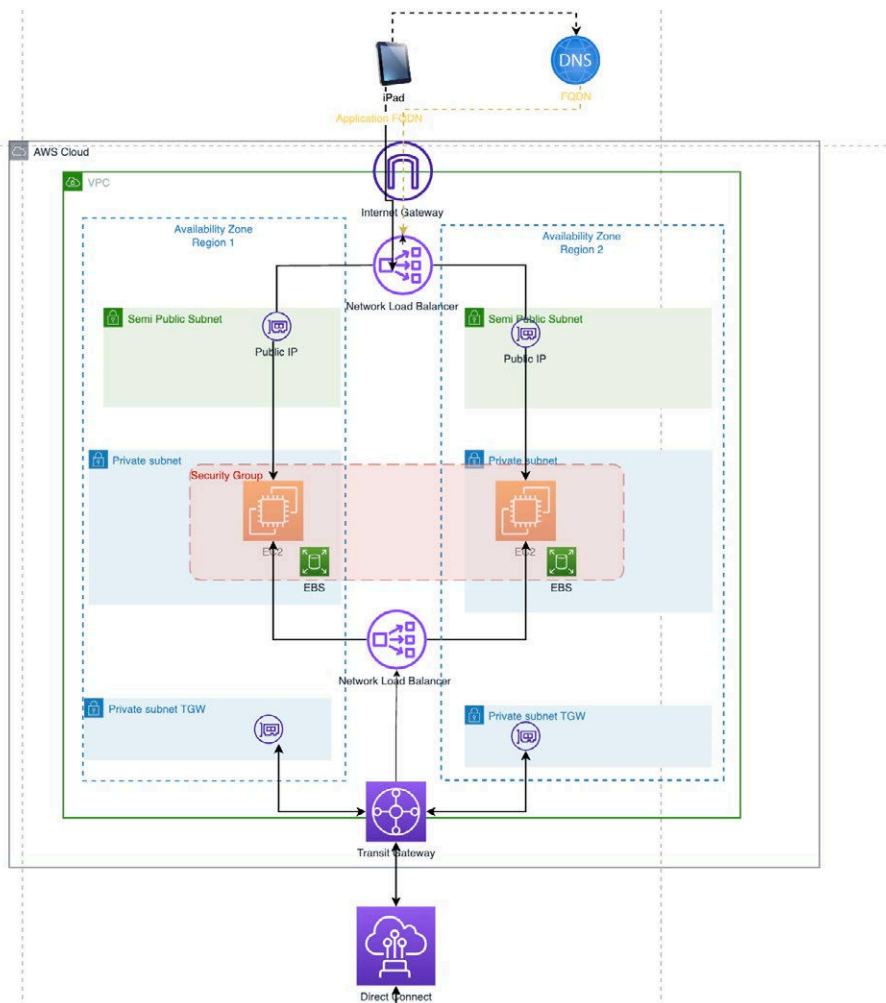 DNS
iPad
FQDN
Application FQDN
AWS Cloud
VPC
Internet Gateway
Availability Zone
Region 1
Availability Zone
Region 2
Network Load Balancer
Semi Public Subnet
Semi Public Subnet
Public IP
Public IP
Private subnet
Private subnet
Security Group
EC2
EC2
EBS
EBS
Network Load Balancer
Private subnet TGW
Private subnet TGW
Transit Gateway
Direct Connect